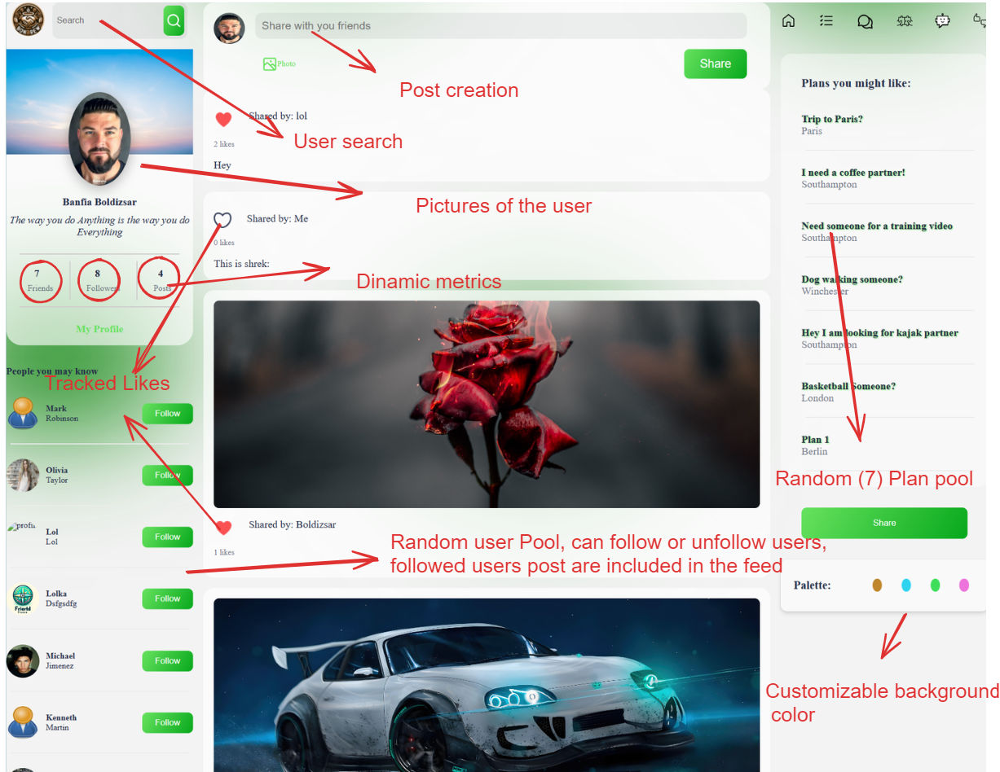 BON CREW
Search
Share with you friends
Photo
Share
Post creation
Shared by: lol
User search
2 likes
Hey
Pictures of the user
Banfia Boldizsar
The way you do Anything is the way you do
Everything
7
Friends
8
Followers
4
Posts
My Profile
Shared by: Me
0 likes
This is shrek:
Dinamic metrics
People you may know
Tracked Likes
Mark
Robinson
Follow
Olivia
Taylor
Follow
profil
Lol
Lol
Follow
Lolka
Dsfgsdfg
Follow
Michael
Jimenez
Follow
Kenneth
Martin
Follow
Shared by: Boldizsar
1 likes
Random user Pool, can follow or unfollow users,
followed users post are included in the feed
Plans you might like:
Trip to Paris?
Paris
I need a coffee partner!
Southampton
Need someone for a training video
Southampton
Dog walking someone?
Winchester
Hey I am looking for kajak partner
Southampton
Basketball Someone?
London
Plan 1
Berlin
Random (7) Plan pool
Share
Palette:
Customizable background
color